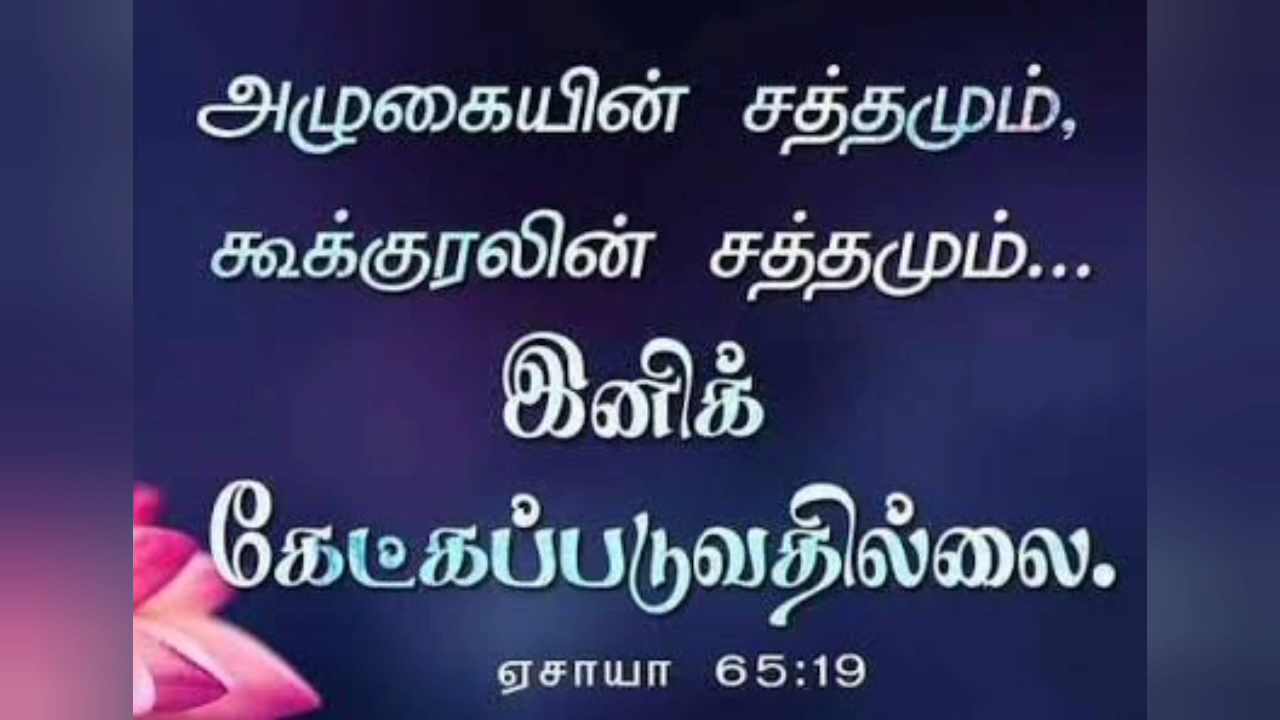 அழுகையின் சத்தமும்,
கூக்குரலின் சத்தமும்...
இனிக்
கேட்கப்படுவதில்லை.
ஏசாயா 65:19